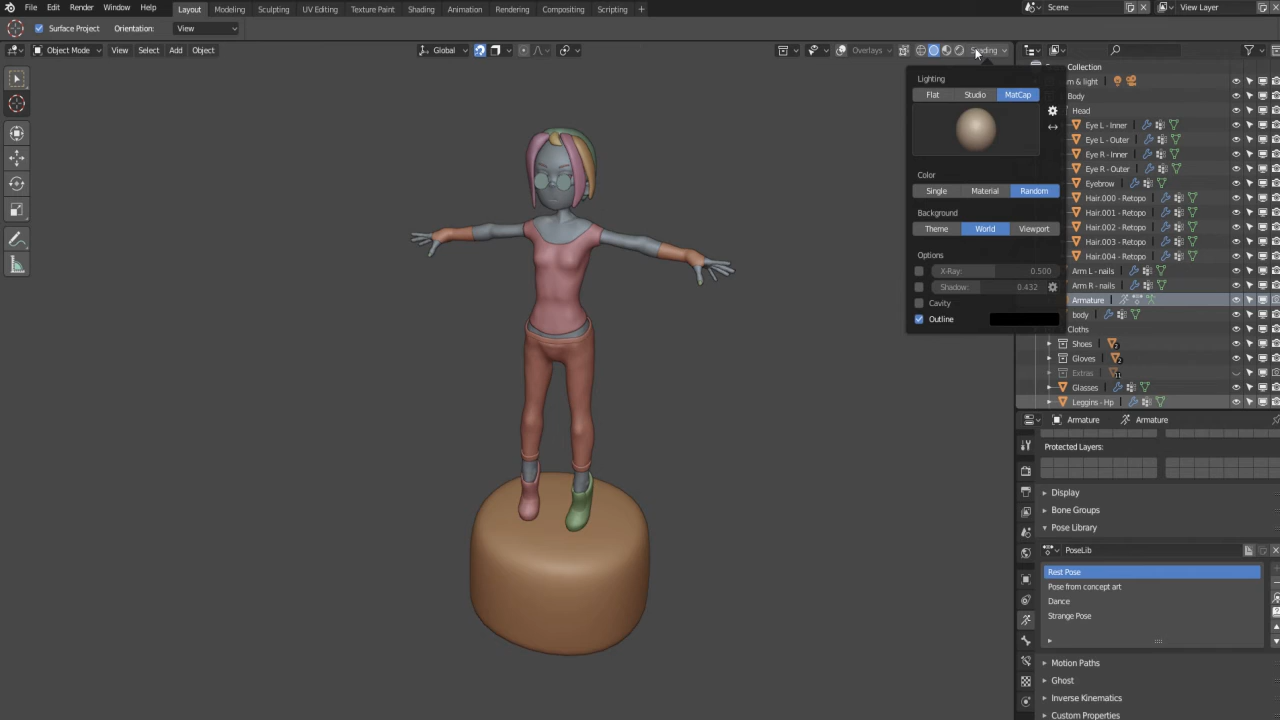 File Edit Render Window Help Layout Modeling Sculpting UV Editing Texture Paint Shading Animation Rendering Compositing Scripting + Scene View Layer
Surface Project Orientation: View
Object Mode View Select Add Object Global Overlays Shading
Collection
Lighting
Flat Studio MatCap
m & light
Body
Head
Eye L - Inner
Eye L - Outer
Eye R - Inner
Eye R - Outer
Eyebrow
Hair.000 - Retopo
Hair.001 - Retopo
Hair.002 - Retopo
Hair.003 - Retopo
Hair.004 - Retopo
Arm L - nails
Arm R - nails
Armature
body
Cloths
Shoes
Gloves
Extras
Glasses
Leggins - Hp
Color
Single Material Random
Background
Theme World Viewport
Options
X-Ray: 0.500
Shadow: 0.432
Cavity
Outline
Armature Armature
Protected Layers:
Display
Bone Groups
Pose Library
PoseLib
Rest Pose
Pose from concept art
Dance
Strange Pose
Motion Paths
Ghost
Inverse Kinematics
Custom Properties